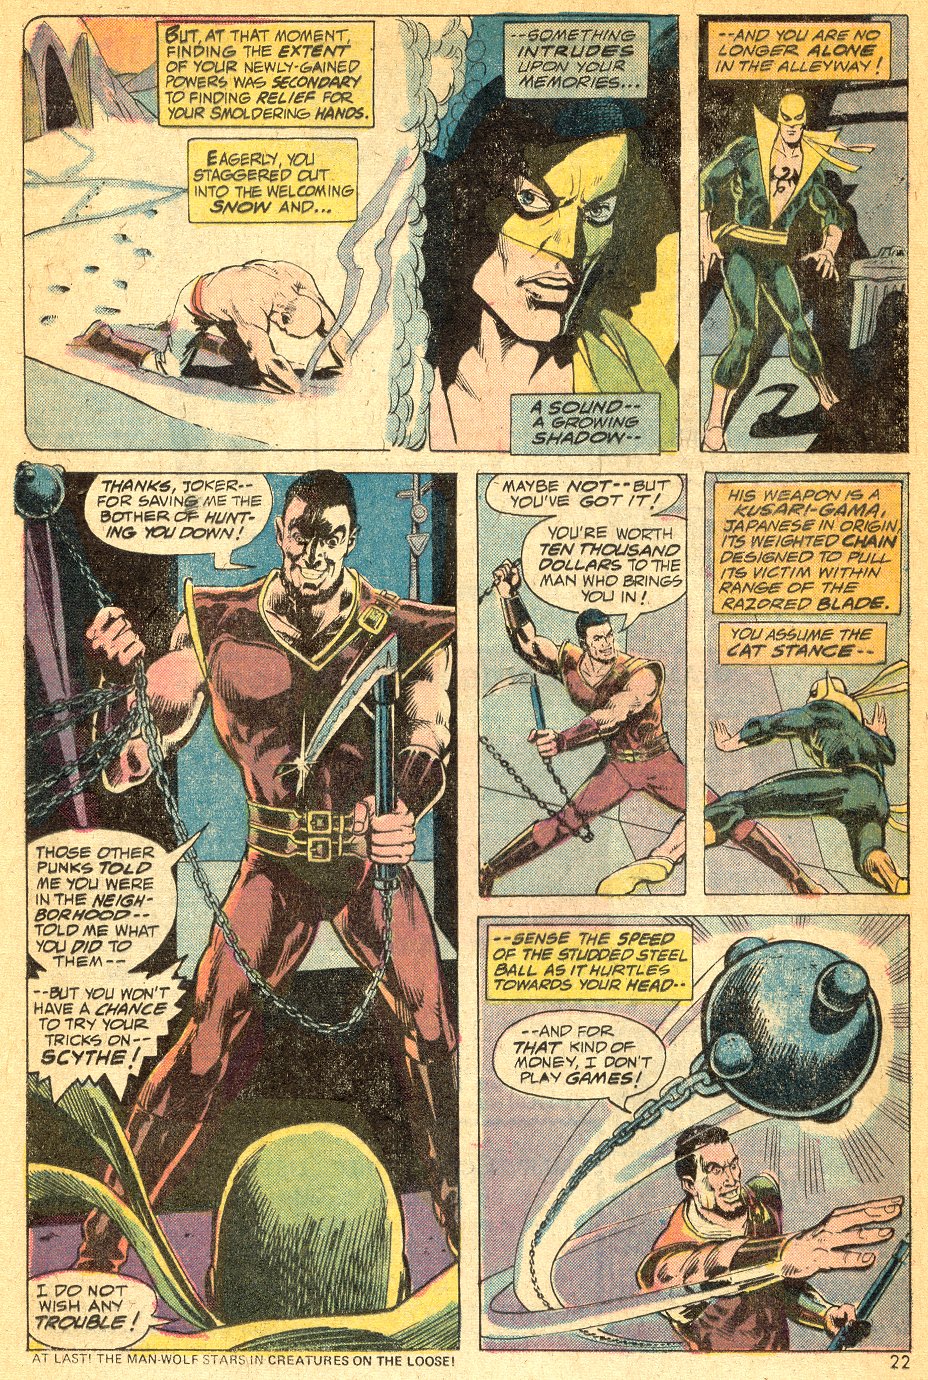 BUT, AT THAT MOMENT,
FINDING THE EXTENT
OF YOUR NEWLY-GAINED
POWERS WAS SECONDARY
TO FINDING RELIEF FOR
YOUR SMOLDERING HANDS.
EAGERLY, YOU
STAGGERED OUT
INTO THE WELCOMING
SNOW AND...
--SOMETHING
INTRUDES
UPON YOUR
MEMORIES...
A SOUND--
A GROWING
SHADOW--
--AND YOU ARE NO
LONGER ALONE
IN THE ALLEYWAY!
THANKS, JOKER--
FOR SAVING ME THE
BOTHER OF HUNT-
ING YOU DOWN!
THOSE OTHER
PUNKS TOLD
ME YOU WERE
IN THE NEIGH-
BORHOOD--
TOLD ME WHAT
YOU DID TO
THEM--
--BUT YOU WON'T
HAVE A CHANCE
TO TRY YOUR
TRICKS ON--
SCYTHE!
I DO NOT
WISH ANY
TROUBLE!
MAYBE NOT--BUT
YOU'VE GOT IT!
YOU'RE WORTH
TEN THOUSAND
DOLLARS TO THE
MAN WHO BRINGS
YOU IN!
HIS WEAPON IS A
KUSARI-GAMA,
JAPANESE IN ORIGIN,
ITS WEIGHTED CHAIN
DESIGNED TO PULL
ITS VICTIM WITHIN
RANGE OF THE
RAZORED BLADE.
YOU ASSUME THE
CAT STANCE--
--SENSE THE SPEED
OF THE STUDDED STEEL
BALL AS IT HURTLES
TOWARDS YOUR HEAD--
--AND FOR
THAT KIND OF
MONEY, I DON'T
PLAY GAMES!
AT LAST! THE MAN-WOLF STARS IN CREATURES ON THE LOOSE!
22